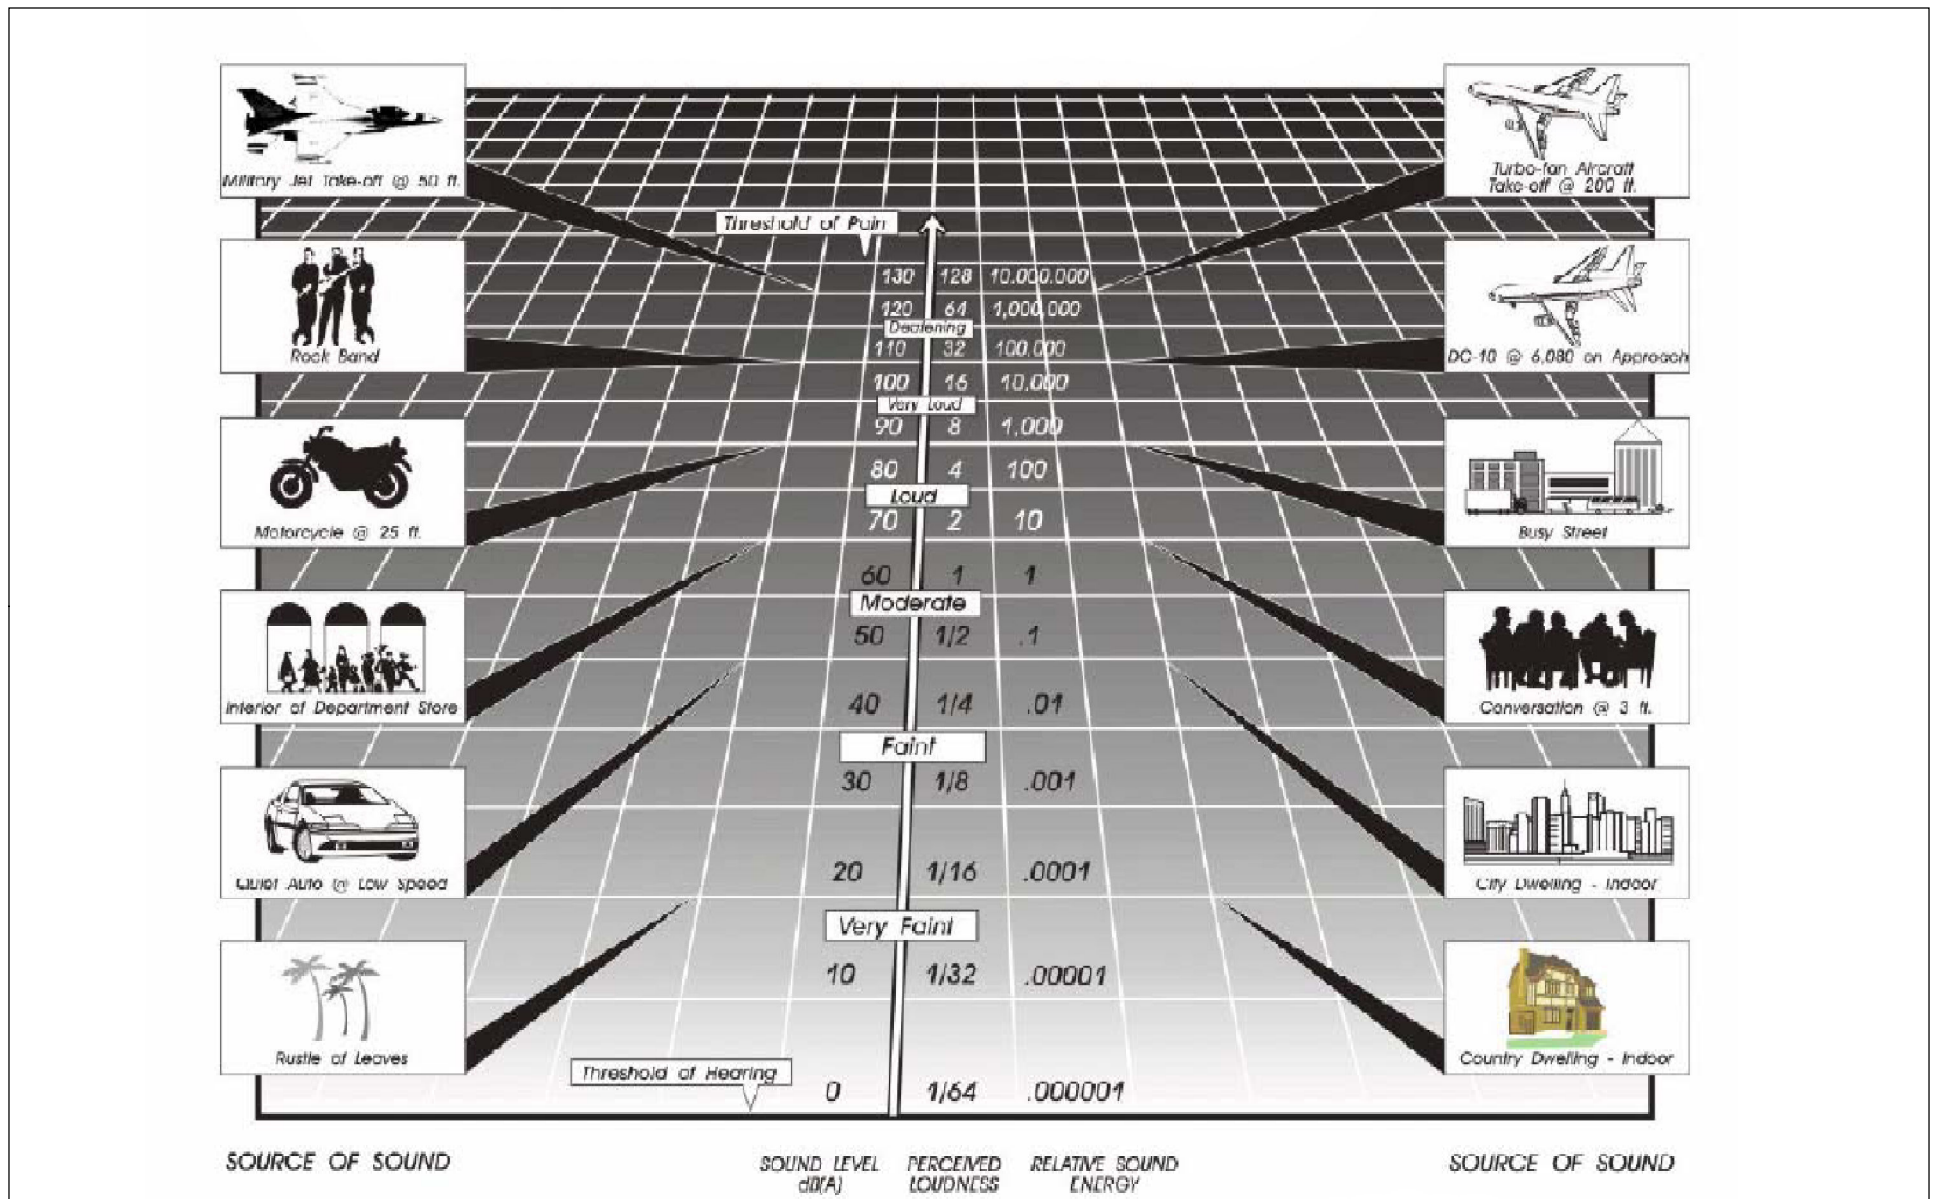 Military Jet Take-off @ 50 ft.
Rock Band
Motorcycle @ 25 ft.
Interior of Department Store
Quiet Auto @ Low Speed
Rustle of Leaves
Threshold of Pain
130 128 10.000.000
120 64 1,000,000
Deafening
110 32 100.000
100 16 10.000
Very Loud
90 8 1.000
80 4 100
Loud
70 2 10
60 1 1
Moderate
50 1/2 .1
40 1/4 .01
Faint
30 1/8 .001
20 1/16 .0001
Very Faint
10 1/32 .00001
Threshold of Hearing
0 1/64 .000001
Turbo-fan Aircraft
Take-off @ 200 ft.
DC-10 @ 6,080 on Approach
Busy Street
Conversation @ 3 ft.
City Dwelling - Indoor
Country Dwelling - Indoor
SOURCE OF SOUND
SOUND LEVEL
dB(A)
PERCEIVED
LOUDNESS
RELATIVE SOUND
ENERGY
SOURCE OF SOUND